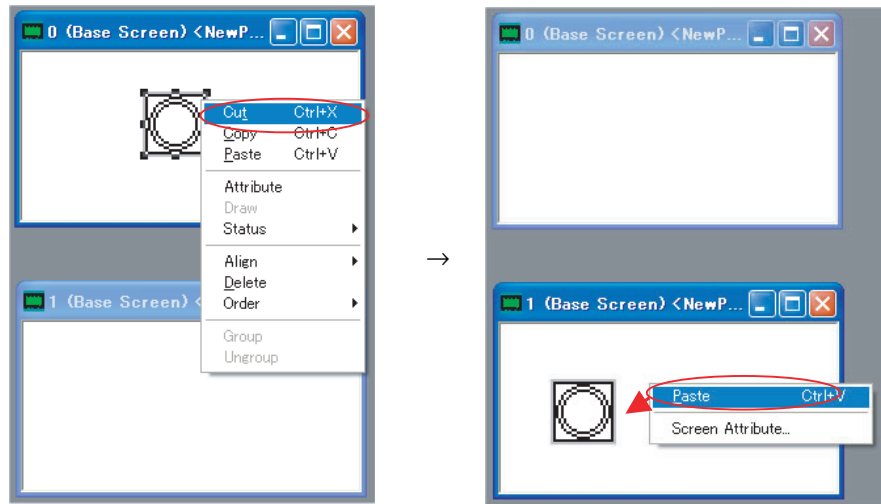 0 (Base Screen) <NewP...
Cut Ctrl+X
Copy Ctrl+C
Paste Ctrl+V
Attribute
Draw
Status
Align
Delete
Order
Group
Ungroup
1 (Base Screen) <
→
0 (Base Screen) <NewP...
1 (Base Screen) <NewP...
Paste Ctrl+V
Screen Attribute...